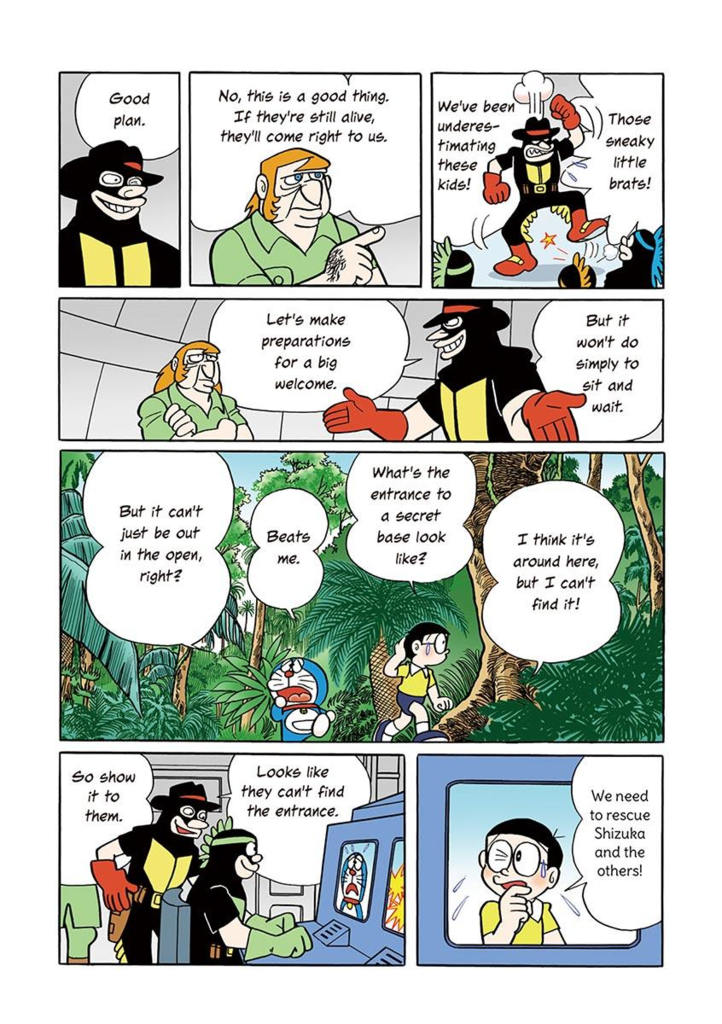 Those
sneaky
little
brats!
We've been
underes-
timating
these
kids!
No, this is a good thing.
If they're still alive,
they'll come right to us.
Good
plan.
But it
won't do
simply to
sit and
wait.
Let's make
preparations
for a big
welcome.
I think it's
around here,
but I can't
find it!
What's the
entrance to
a secret
base look
like?
Beats
me.
But it can't
just be out
in the open,
right?
We need
to rescue
Shizuka
and the
others!
Looks like
they can't find
the entrance.
So show
it to
them.